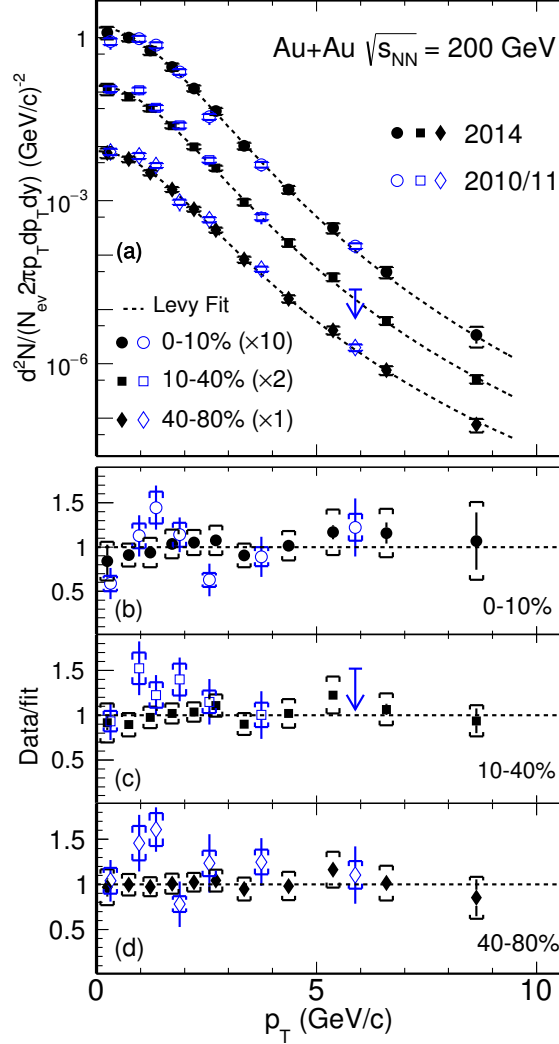 Au+Au √s_NN = 200 GeV
2014
2010/11
d²N/(N_ev 2πp_T dp_T dy) (GeV/c)⁻²
1
10⁻³
10⁻⁶
(a)
Levy Fit
0-10% (×10)
10-40% (×2)
40-80% (×1)
1.5
1
0.5
(b)
0-10%
Data/fit
1.5
1
0.5
(c)
10-40%
1.5
1
0.5
(d)
40-80%
0
5
10
p_T (GeV/c)